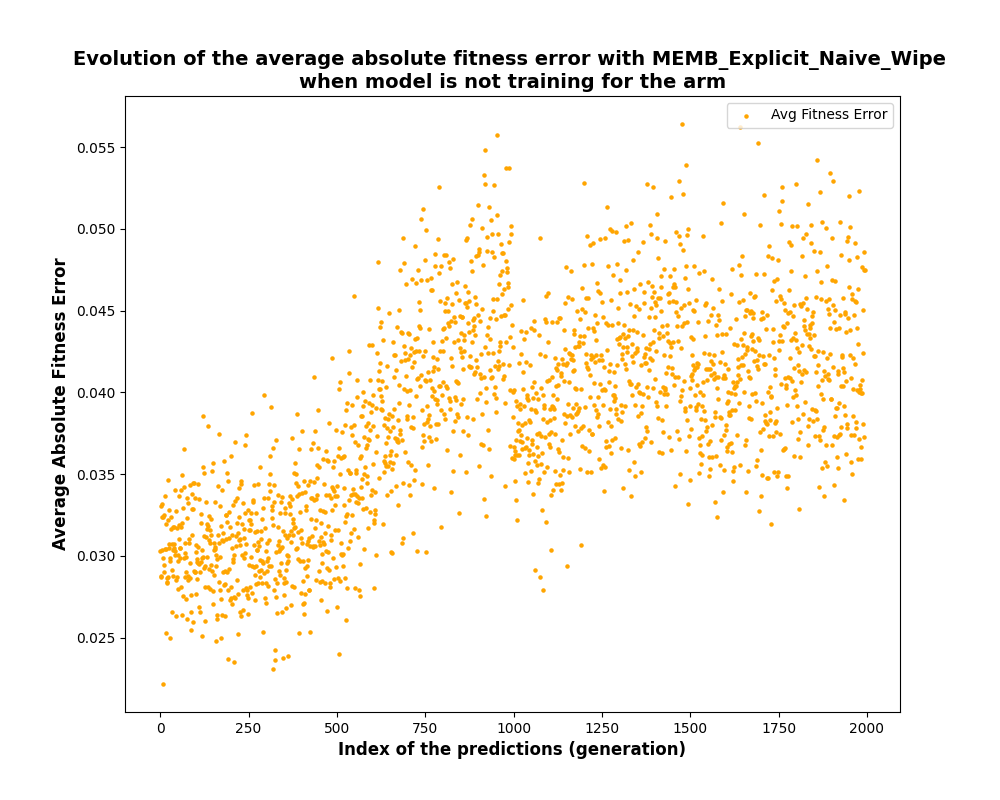 Evolution of the average absolute fitness error with MEMB_Explicit_Naive_Wipe
when model is not training for the arm
Avg Fitness Error
0.055
0.050
0.045
0.040
0.035
0.030
0.025
Average Absolute Fitness Error
0 250 500 750 1000 1250 1500 1750 2000
Index of the predictions (generation)